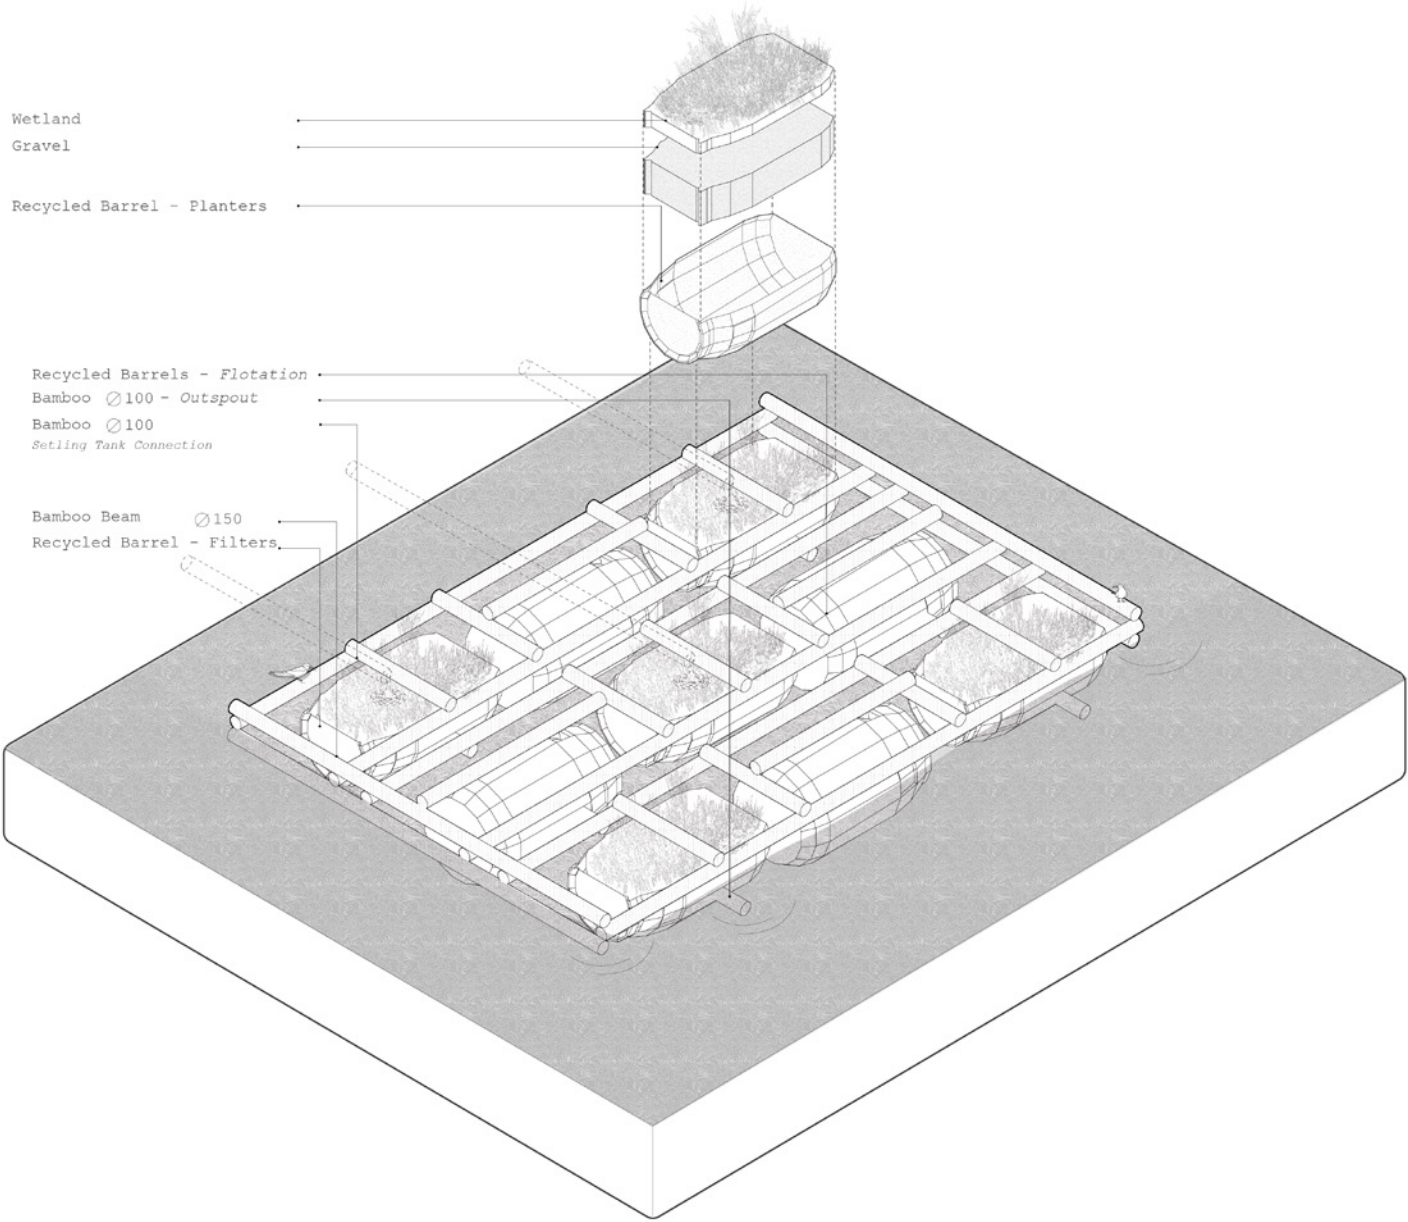 Wetland
Gravel
Recycled Barrel - Planters
Recycled Barrels - Flotation
Bamboo ∅100 - Outspout
Bamboo ∅100
Setling Tank Connection
Bamboo Beam ∅150
Recycled Barrel - Filters